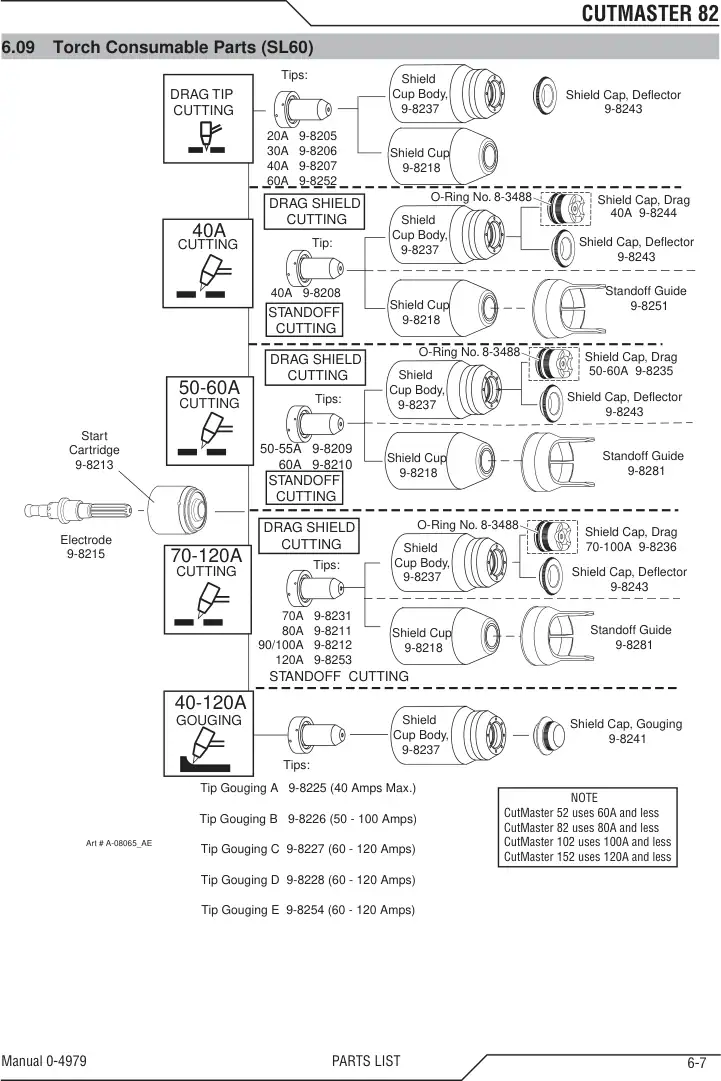 CUTMASTER 82
6.09 Torch Consumable Parts (SL60)
DRAG TIP
CUTTING
Tips:
20A 9-8205
30A 9-8206
40A 9-8207
60A 9-8252
Shield
Cup Body,
9-8237
Shield Cap, Deflector
9-8243
Shield Cup
9-8218
40A
CUTTING
DRAG SHIELD
CUTTING
Tip:
40A 9-8208
STANDOFF
CUTTING
O-Ring No. 8-3488
Shield
Cup Body,
9-8237
Shield Cap, Drag
40A 9-8244
Shield Cap, Deflector
9-8243
Shield Cup
9-8218
Standoff Guide
9-8251
50-60A
CUTTING
DRAG SHIELD
CUTTING
Tips:
50-55A 9-8209
60A 9-8210
STANDOFF
CUTTING
O-Ring No. 8-3488
Shield
Cup Body,
9-8237
Shield Cap, Drag
50-60A 9-8235
Shield Cap, Deflector
9-8243
Shield Cup
9-8218
Standoff Guide
9-8281
Start
Cartridge
9-8213
Electrode
9-8215
70-120A
CUTTING
DRAG SHIELD
CUTTING
Tips:
70A 9-8231
80A 9-8211
90/100A 9-8212
120A 9-8253
STANDOFF CUTTING
O-Ring No. 8-3488
Shield
Cup Body,
9-8237
Shield Cap, Drag
70-100A 9-8236
Shield Cap, Deflector
9-8243
Shield Cup
9-8218
Standoff Guide
9-8281
40-120A
GOUGING
Tips:
Shield
Cup Body,
9-8237
Shield Cap, Gouging
9-8241
Tip Gouging A 9-8225 (40 Amps Max.)
Tip Gouging B 9-8226 (50 - 100 Amps)
Tip Gouging C 9-8227 (60 - 120 Amps)
Tip Gouging D 9-8228 (60 - 120 Amps)
Tip Gouging E 9-8254 (60 - 120 Amps)
NOTE
CutMaster 52 uses 60A and less
CutMaster 82 uses 80A and less
CutMaster 102 uses 100A and less
CutMaster 152 uses 120A and less
Art # A-08065_AE
Manual 0-4979
PARTS LIST
6-7